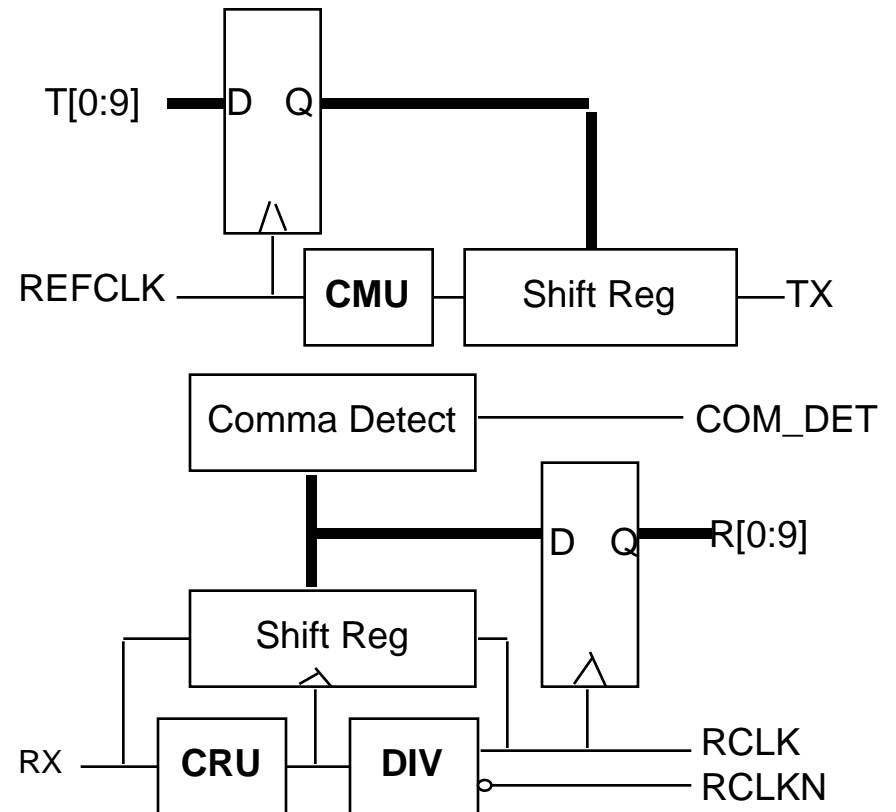 T[0:9]
D Q
REFCLK
CMU
Shift Reg
TX
Comma Detect
COM_DET
D Q
R[0:9]
Shift Reg
RX
CRU
DIV
RCLK
RCLKN